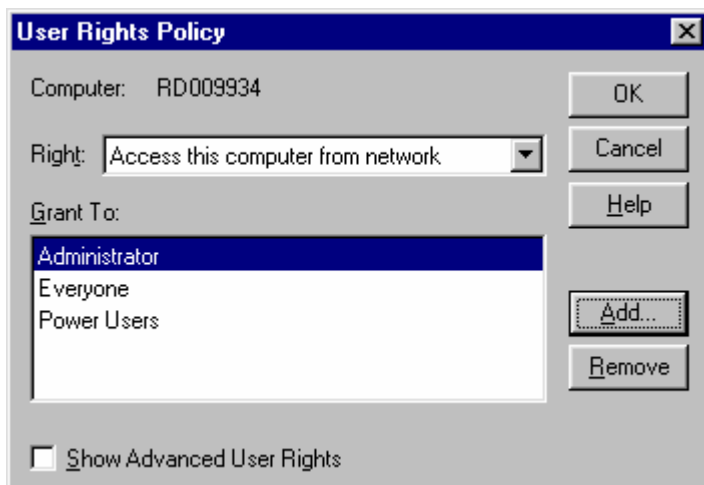 User Rights Policy
Computer: RD009934
OK
Right: Access this computer from network
Cancel
Grant To:
Help
Administrator
Everyone
Power Users
Add...
Remove
Show Advanced User Rights